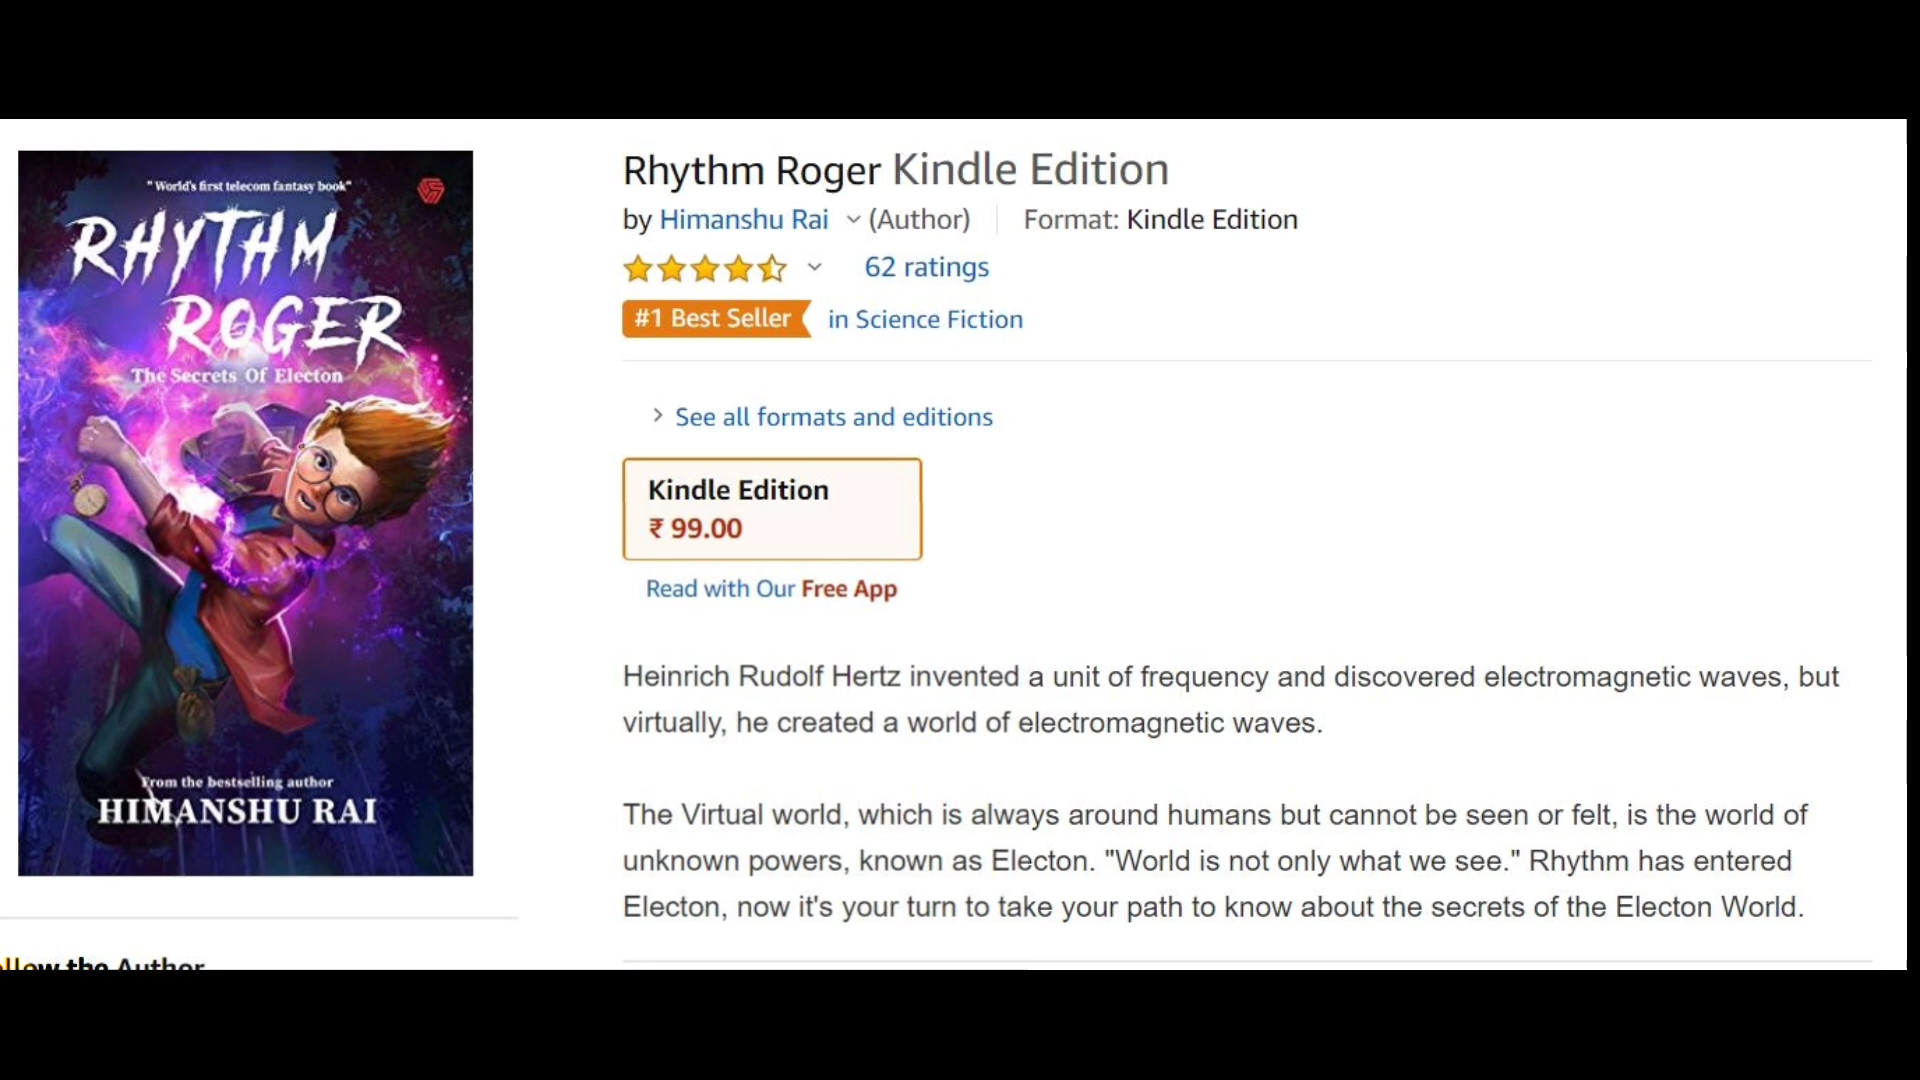 " World's first telecom fantasy book"
RHYTHM
ROGER
The Secrets Of Electon
From the bestselling author
HIMANSHU RAI
Follow the Author
Rhythm Roger Kindle Edition
by Himanshu Rai (Author) Format: Kindle Edition
62 ratings
#1 Best Seller in Science Fiction
See all formats and editions
Kindle Edition
₹ 99.00
Read with Our Free App
Heinrich Rudolf Hertz invented a unit of frequency and discovered electromagnetic waves, but
virtually, he created a world of electromagnetic waves.
The Virtual world, which is always around humans but cannot be seen or felt, is the world of
unknown powers, known as Electon. "World is not only what we see." Rhythm has entered
Electon, now it's your turn to take your path to know about the secrets of the Electon World.